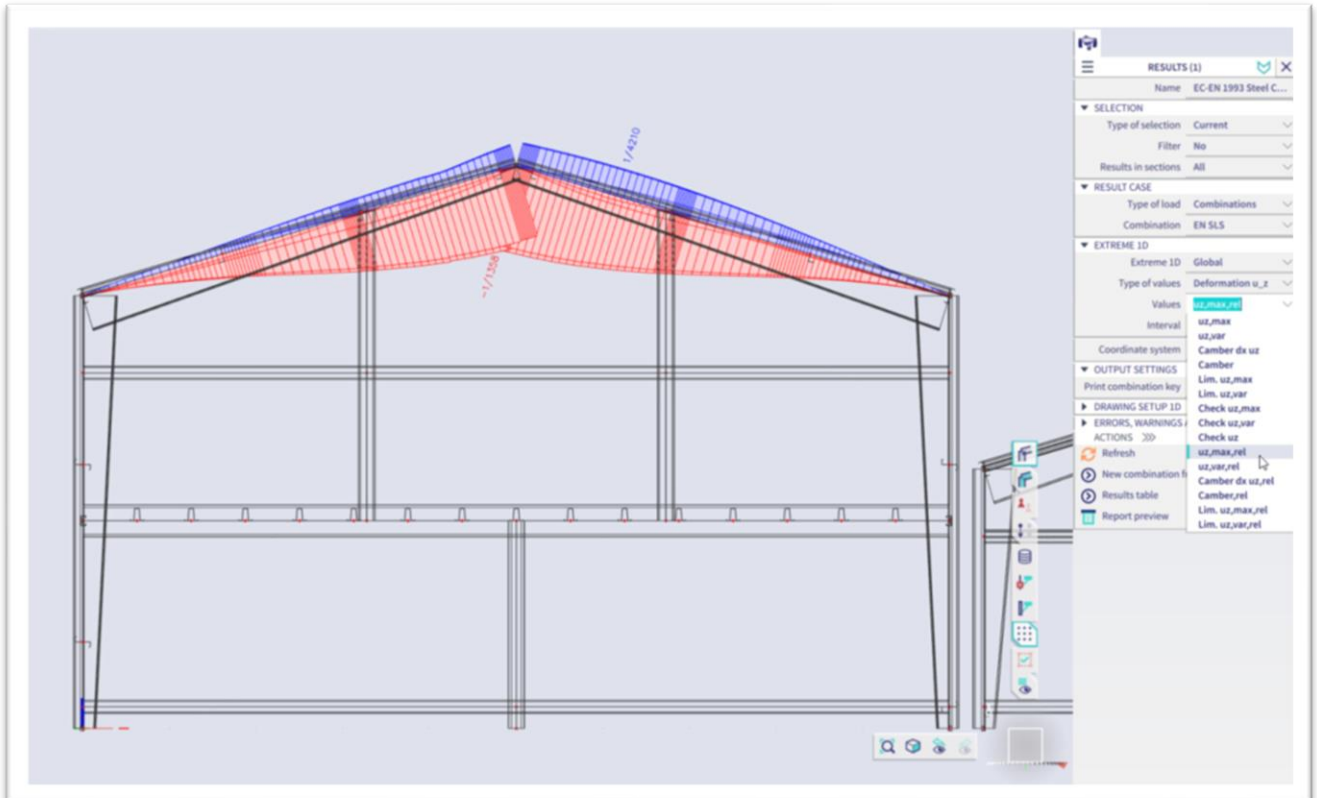 RESULTS (1)
Name EC-EN 1993 Steel C...
SELECTION
Type of selection Current
Filter No
Results in sections All
RESULT CASE
Type of load Combinations
Combination EN SLS
EXTREME 1D
Extreme 1D Global
Type of values Deformation u_z
Values uz,max,rel
Interval
Coordinate system
OUTPUT SETTINGS
Print combination key
DRAWING SETUP 1D
ERRORS, WARNINGS
ACTIONS >>>
Refresh
New combination
Results table
Report preview
uz,max
uz,var
Camber dx uz
Camber
Lim. uz,max
Lim. uz,var
Check uz,max
Check uz,var
Check uz
uz,max,rel
uz,var,rel
Camber dx uz,rel
Camber,rel
Lim. uz,max,rel
Lim. uz,var,rel
1/4210
-1/1358